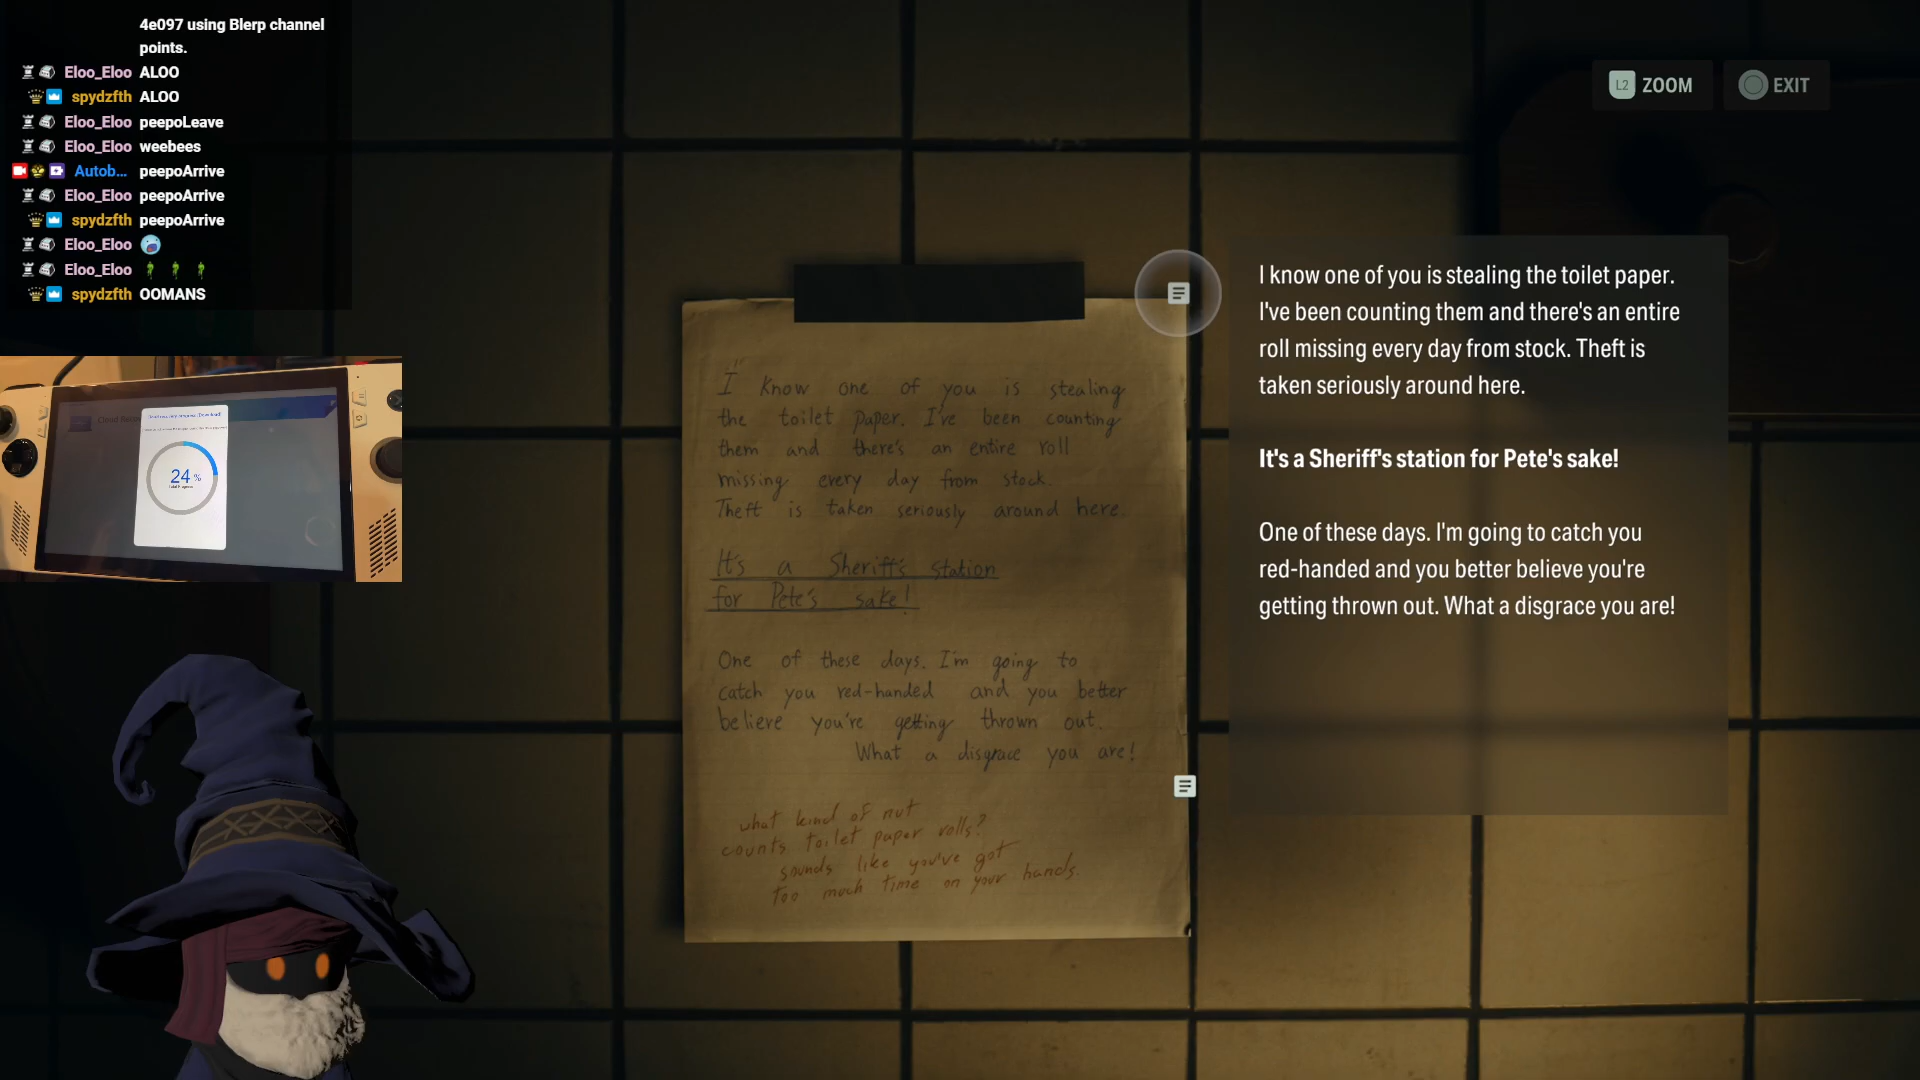 4e097 using Blerp channel
points.
Eloo_Eloo ALOO
spydzfth ALOO
Eloo_Eloo peepoLeave
Eloo_Eloo weebees
Autob... peepoArrive
Eloo_Eloo peepoArrive
spydzfth peepoArrive
Eloo_Eloo
Eloo_Eloo
spydzfth OOMANS
24%
Total Progress
L2 ZOOM
EXIT
I know one of you is stealing
the toilet paper. I've been counting
them and there's an entire roll
missing every day from stock.
Theft is taken seriously around here.
It's a Sheriff's station
for Pete's sake!
One of these days. I'm going to
catch you red-handed and you better
believe you're getting thrown out.
What a disgrace you are!
what kind of nut
counts toilet paper rolls?
sounds like you've got
too much time on your hands.
I know one of you is stealing the toilet paper.
I've been counting them and there's an entire
roll missing every day from stock. Theft is
taken seriously around here.
It's a Sheriff's station for Pete's sake!
One of these days. I'm going to catch you
red-handed and you better believe you're
getting thrown out. What a disgrace you are!